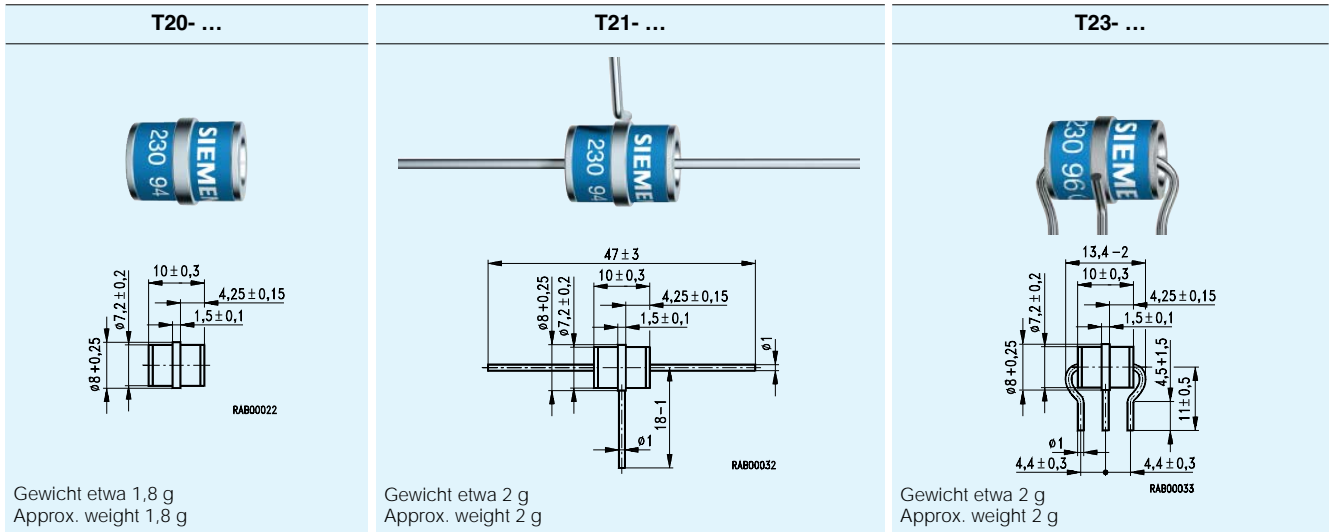 T20- ...
T21- ...
T23- ...
SIEME
230 94
SIEME
230 94
SIEME
230 96
10±0,3
4,25±0,15
1,5±0,1
ø7,2±0,2
ø8+0,25
RAB00022
47±3
10±0,3
4,25±0,15
1,5±0,1
ø8+0,25
ø7,2±0,2
ø1
18-1
ø1
RAB00032
13,4-2
10±0,3
4,25±0,15
1,5±0,1
ø7,2±0,2
ø8+0,25
4,5+1,5
11±0,5
ø1
4,4±0,3
4,4±0,3
RAB00033
Gewicht etwa 1,8 g
Approx. weight 1,8 g
Gewicht etwa 2 g
Approx. weight 2 g
Gewicht etwa 2 g
Approx. weight 2 g